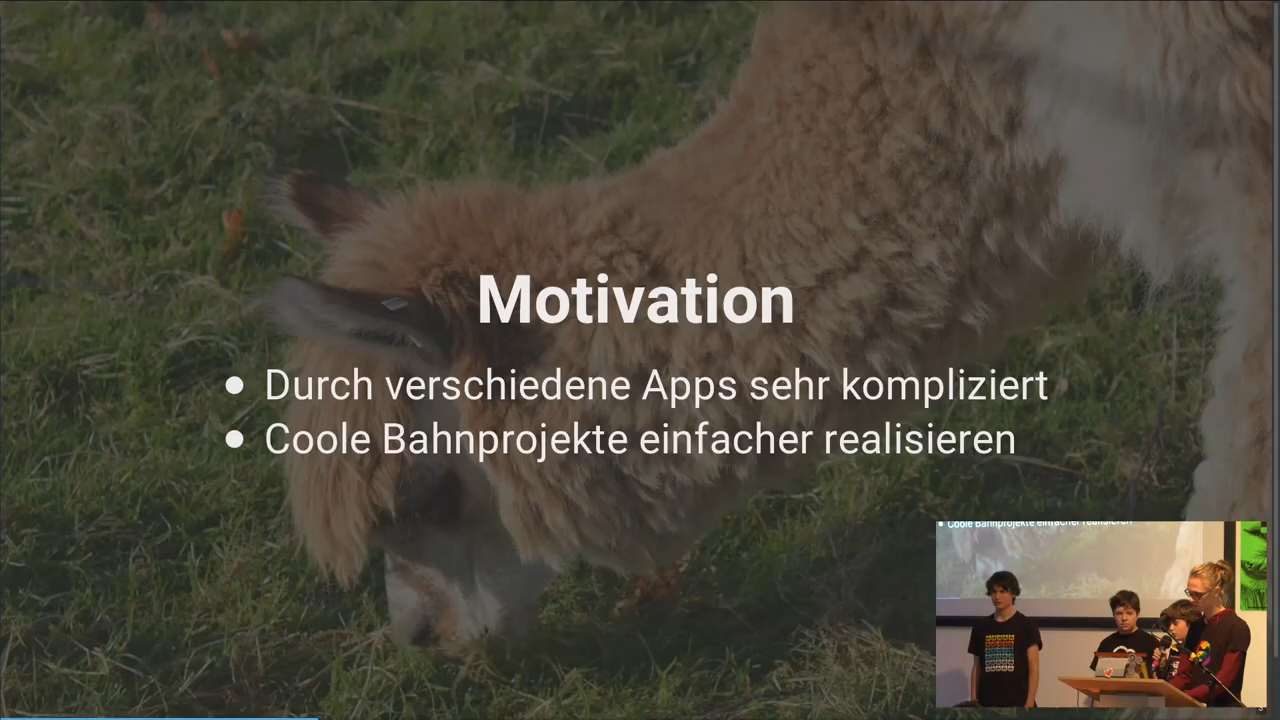 Motivation
● Durch verschiedene Apps sehr kompliziert
● Coole Bahnprojekte einfacher realisieren
● Coole Bahnprojekte einfacher realisieren